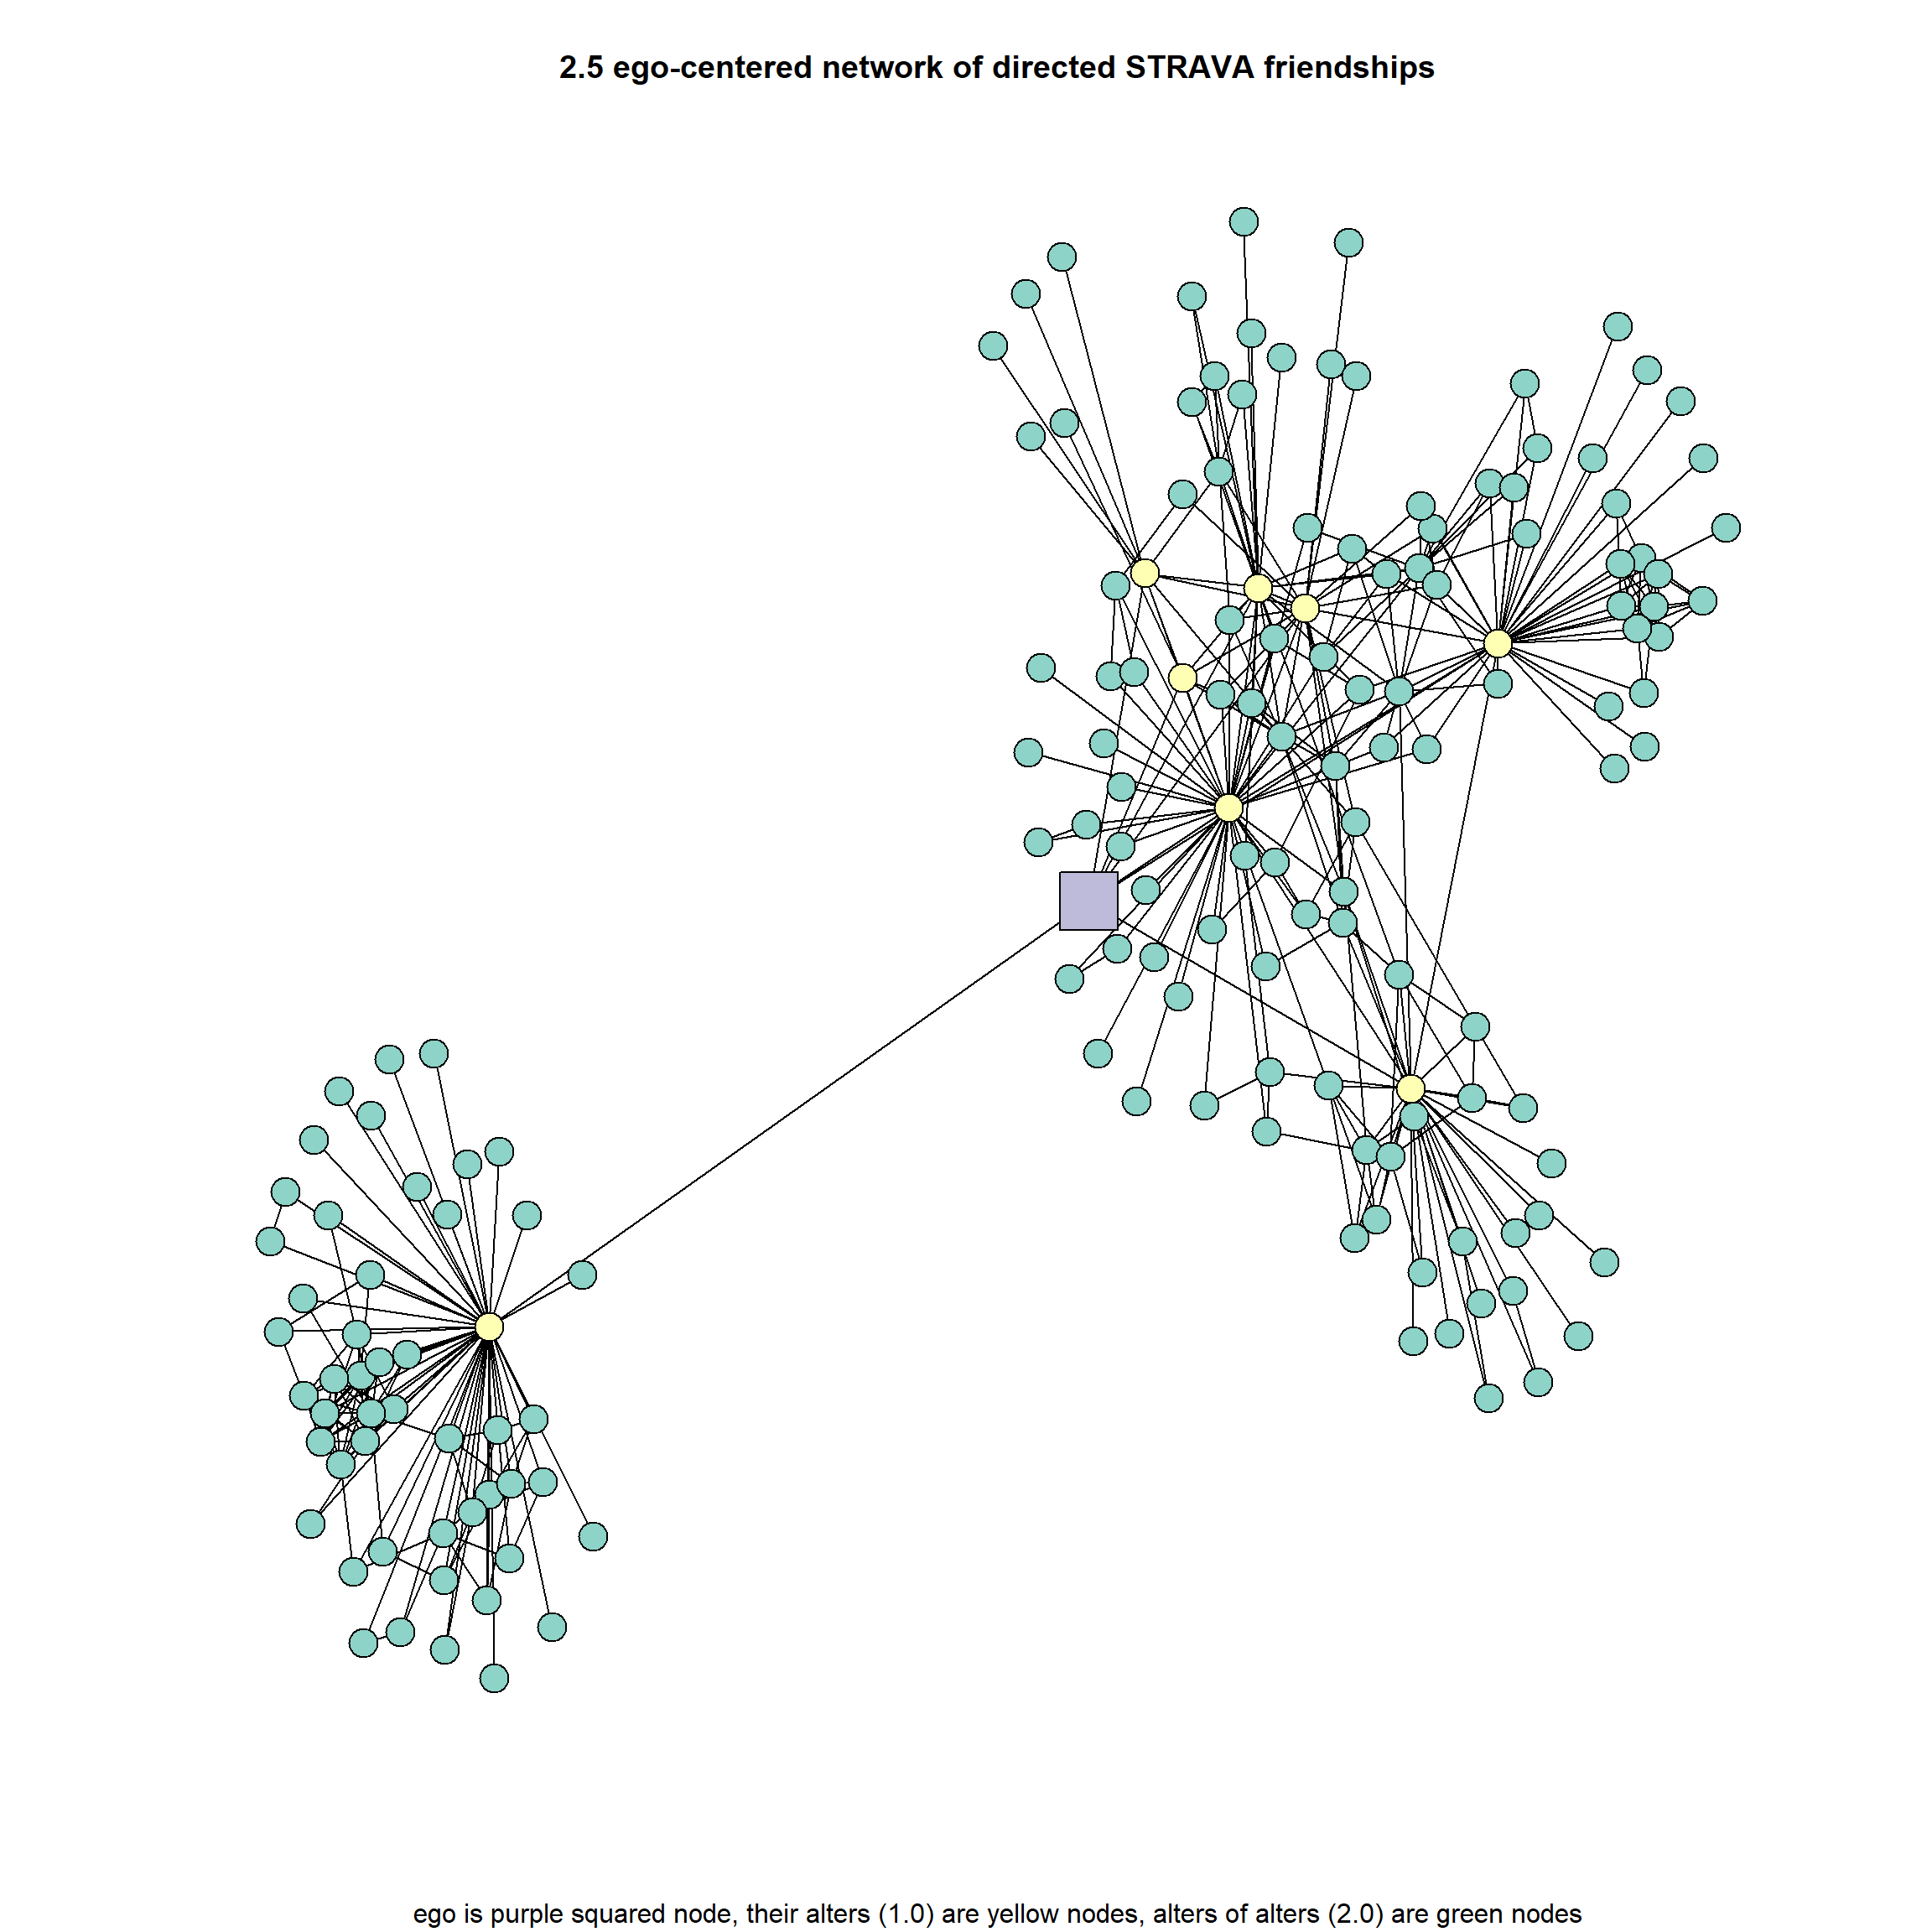 2.5 ego-centered network of directed STRAVA friendships
ego is purple squared node, their alters (1.0) are yellow nodes, alters of alters (2.0) are green nodes